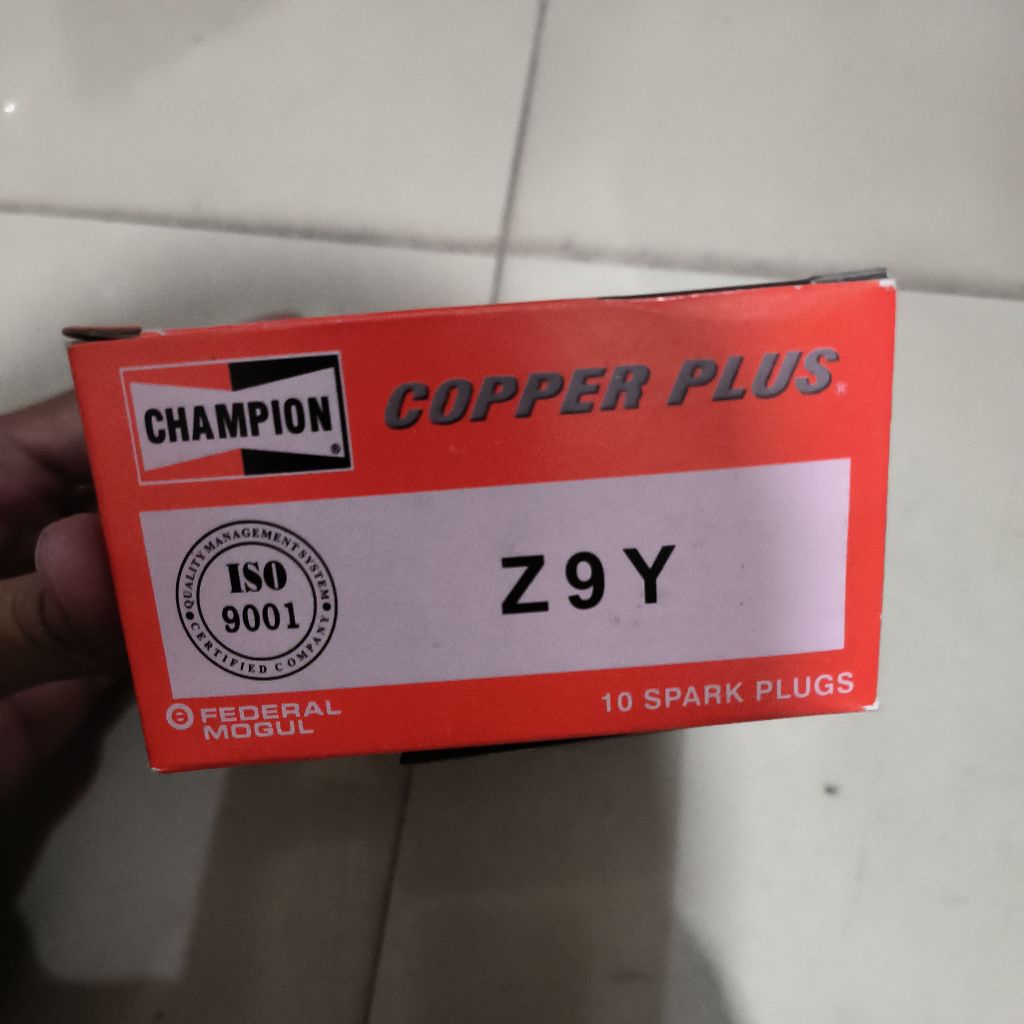 CHAMPION®
COPPER PLUS®
QUALITY MANAGEMENT SYSTEM
ISO
9001
CERTIFIED COMPANY
Z9Y
FEDERAL
MOGUL
10 SPARK PLUGS